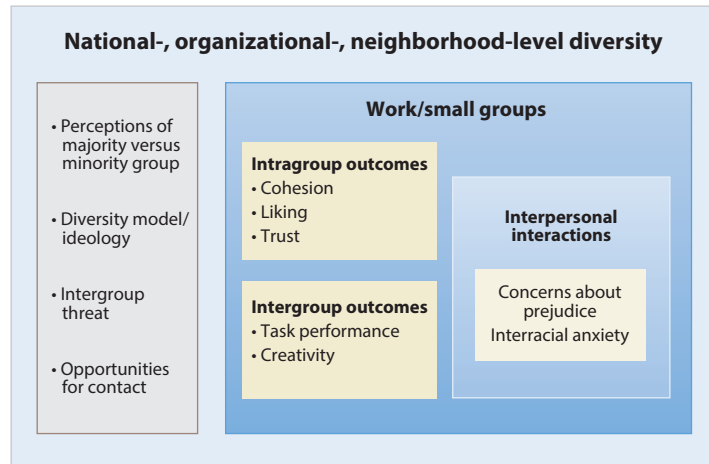 National-, organizational-, neighborhood-level diversity
• Perceptions of
majority versus
minority group
• Diversity model/
ideology
• Intergroup
threat
• Opportunities
for contact
Work/small groups
Intragroup outcomes
• Cohesion
• Liking
• Trust
Intergroup outcomes
• Task performance
• Creativity
Interpersonal
interactions
Concerns about
prejudice
Interracial anxiety